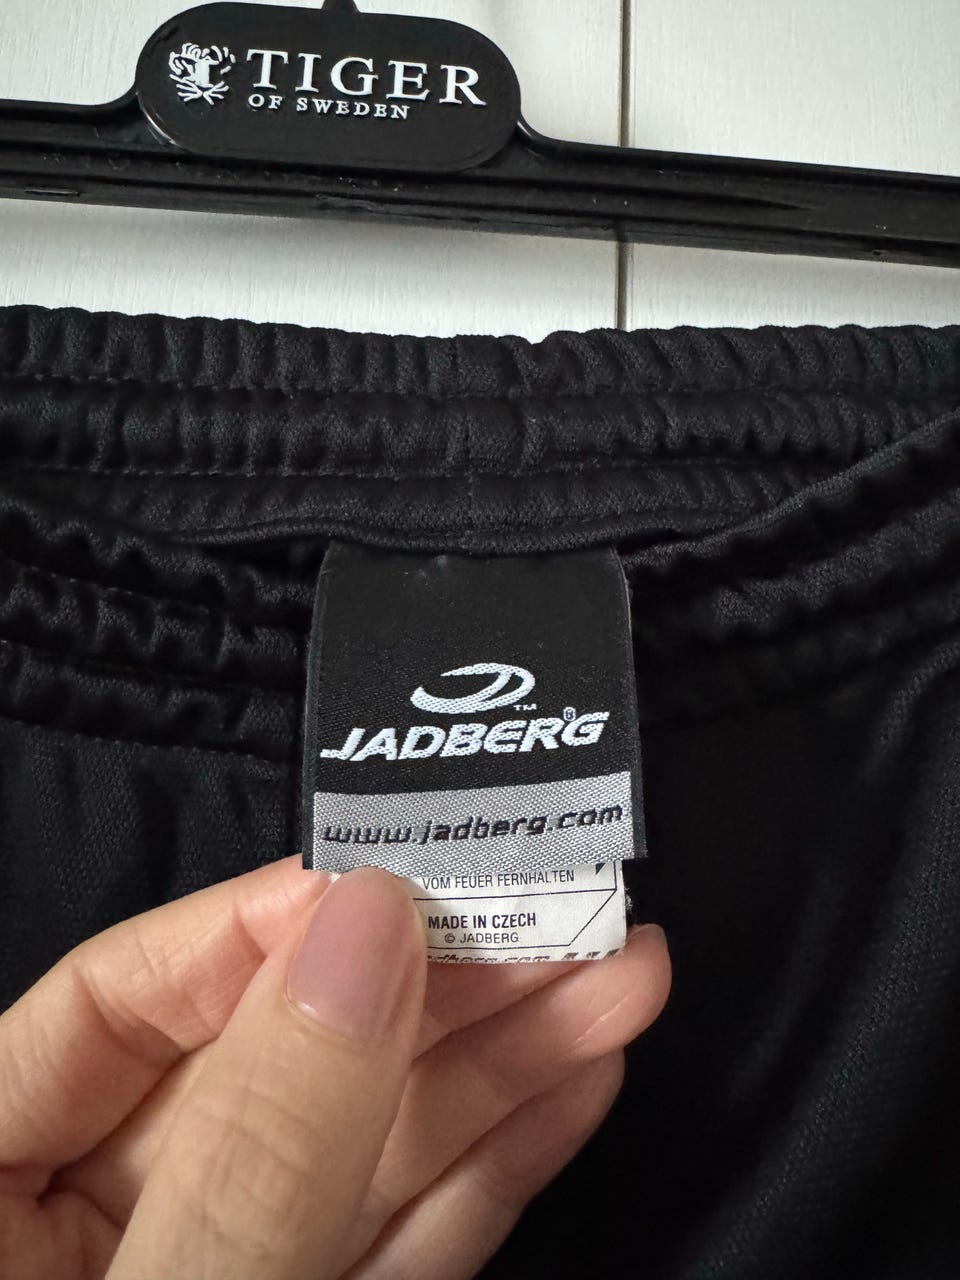 TIGER
OF SWEDEN
TM
JADBERG
www.jadberg.com
VOM FEUER FERNHALTEN
MADE IN CZECH
© JADBERG